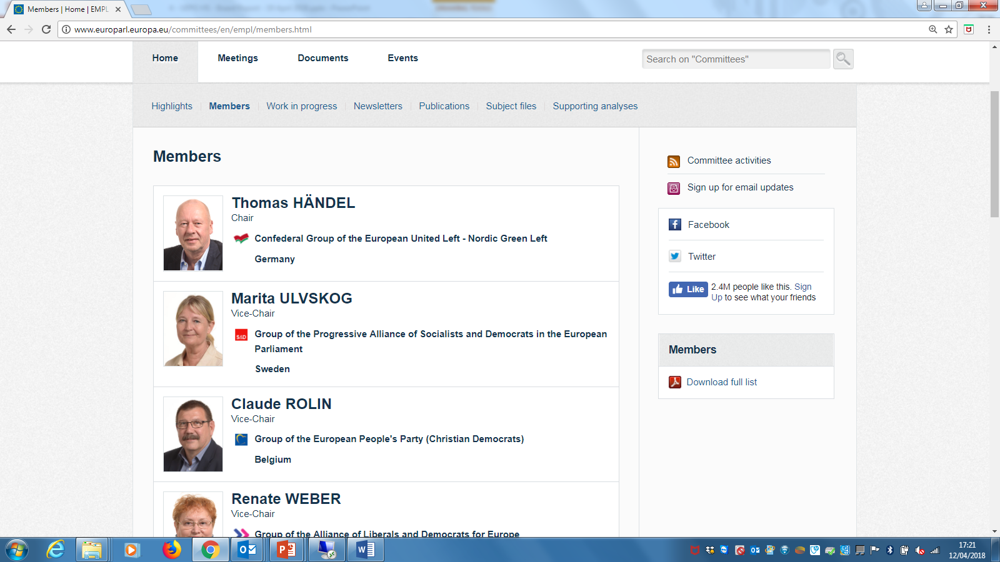 Members | Home | EMPL
www.europarl.europa.eu/committees/en/empl/members.html
Home Meetings Documents Events
Search on "Committees"
Highlights Members Work in progress Newsletters Publications Subject files Supporting analyses
Members
Thomas HÄNDEL
Chair
Confederal Group of the European United Left - Nordic Green Left
Germany
Marita ULVSKOG
Vice-Chair
S&D
Group of the Progressive Alliance of Socialists and Democrats in the European
Parliament
Sweden
Claude ROLIN
Vice-Chair
Group of the European People's Party (Christian Democrats)
Belgium
Renate WEBER
Vice-Chair
Group of the Alliance of Liberals and Democrats for Europe
Committee activities
Sign up for email updates
Facebook
Twitter
Like
2.4M people like this. Sign
Up to see what your friends
Members
Download full list
17:21
12/04/2018